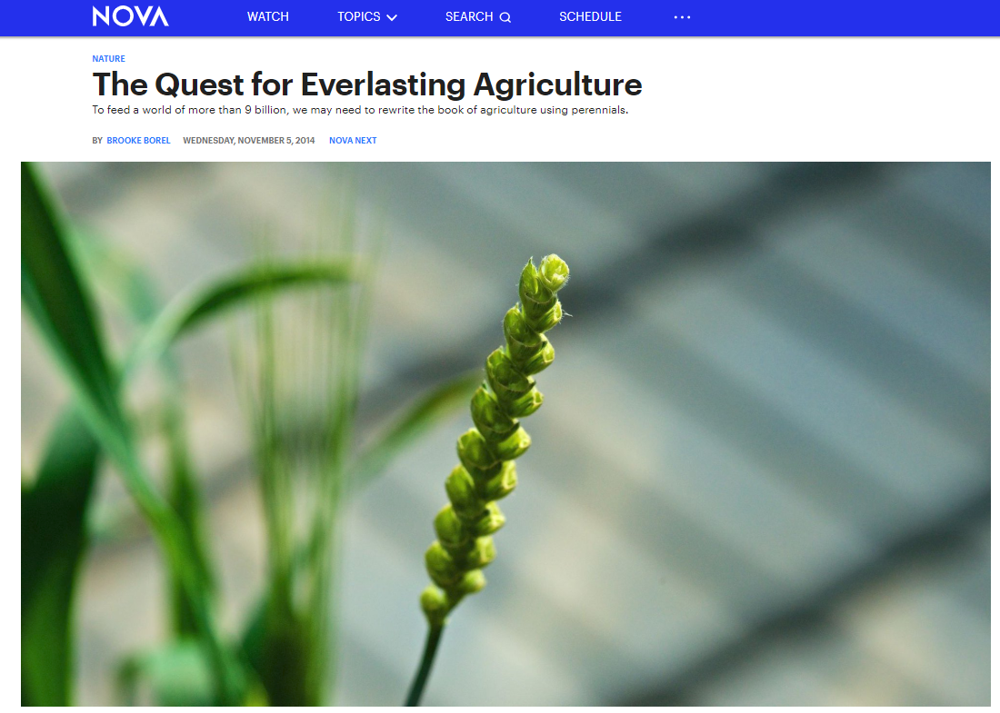 NOVA WATCH TOPICS SEARCH SCHEDULE ...
NATURE
The Quest for Everlasting Agriculture
To feed a world of more than 9 billion, we may need to rewrite the book of agriculture using perennials.
BY BROOKE BOREL WEDNESDAY, NOVEMBER 5, 2014 NOVA NEXT